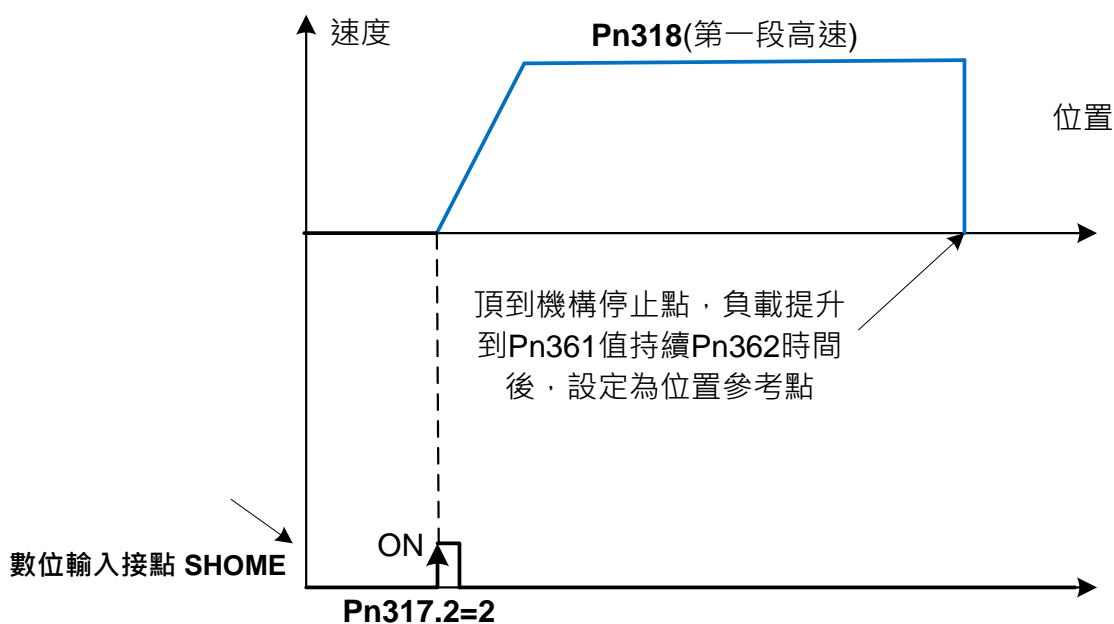 速度
Pn318(第一段高速)
位置
頂到機構停止點，負載提升
到Pn361值持續Pn362時間
後，設定為位置參考點
ON
數位輸入接點 SHOME
Pn317.2=2